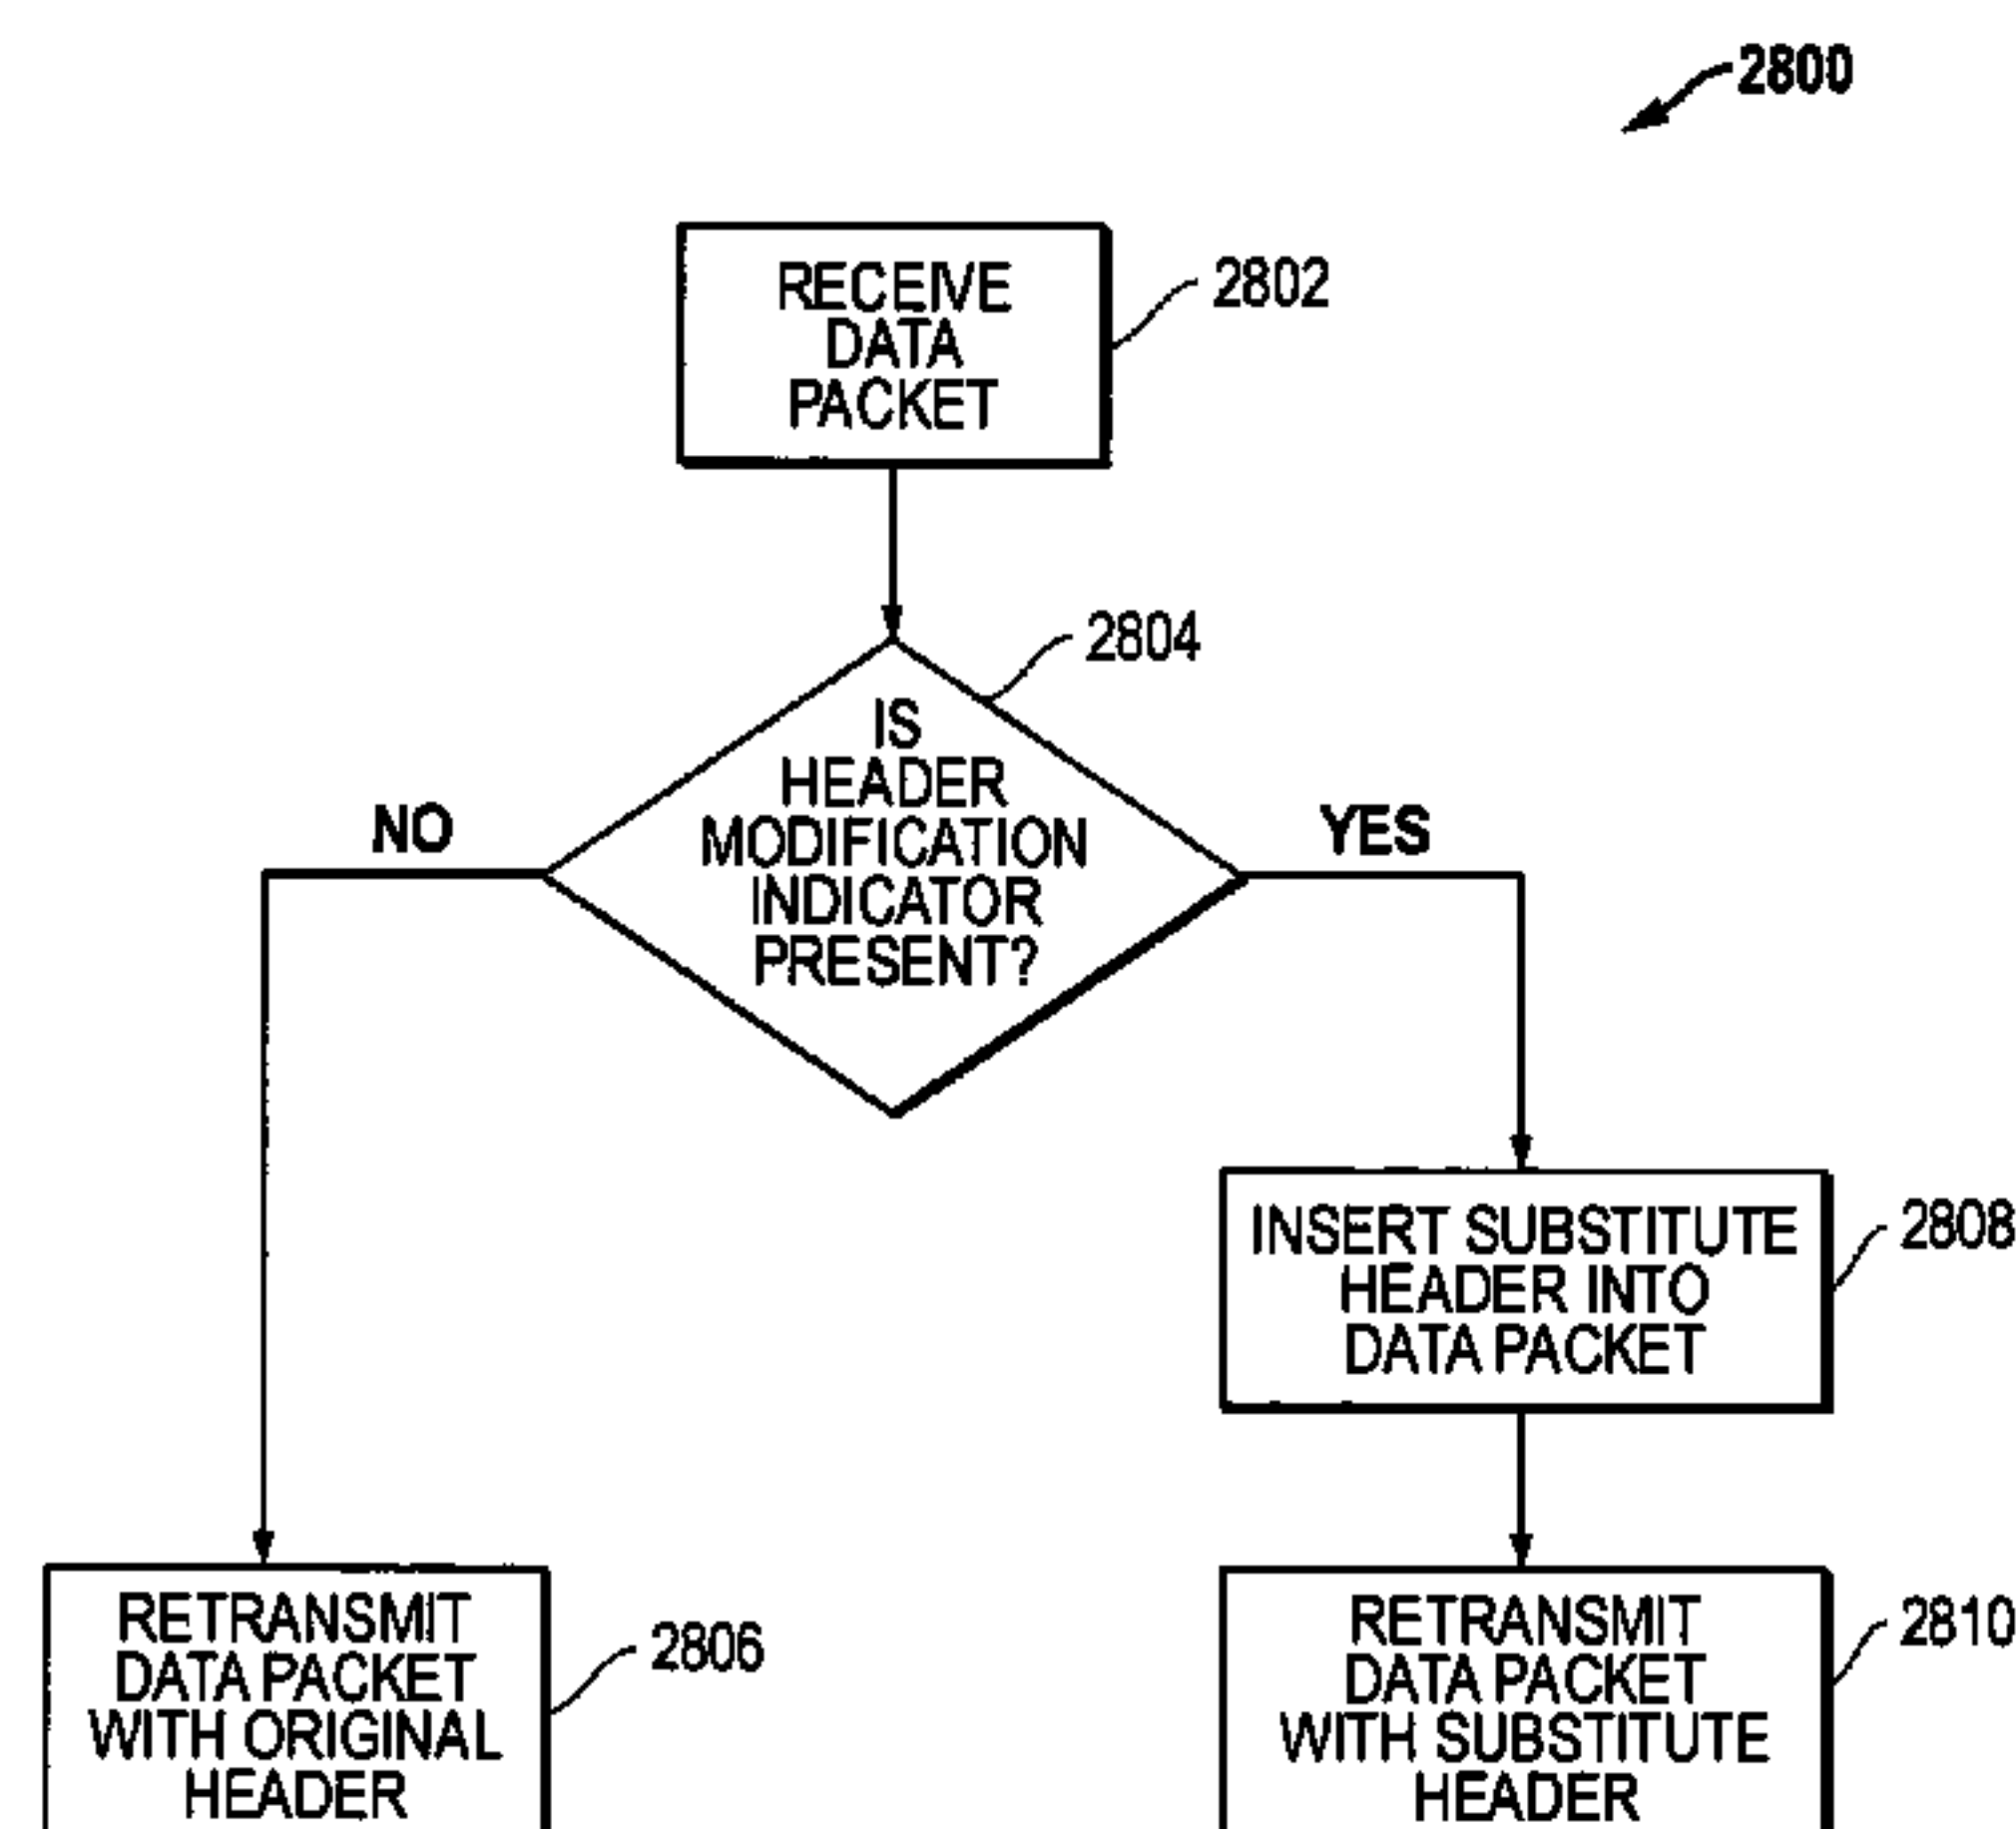 2800
RECEIVE
DATA
PACKET
2802
2804
IS
HEADER
MODIFICATION
INDICATOR
PRESENT?
NO
YES
INSERT SUBSTITUTE
HEADER INTO
DATA PACKET
2808
RETRANSMIT
DATA PACKET
WITH ORIGINAL
HEADER
2806
RETRANSMIT
DATA PACKET
WITH SUBSTITUTE
HEADER
2810